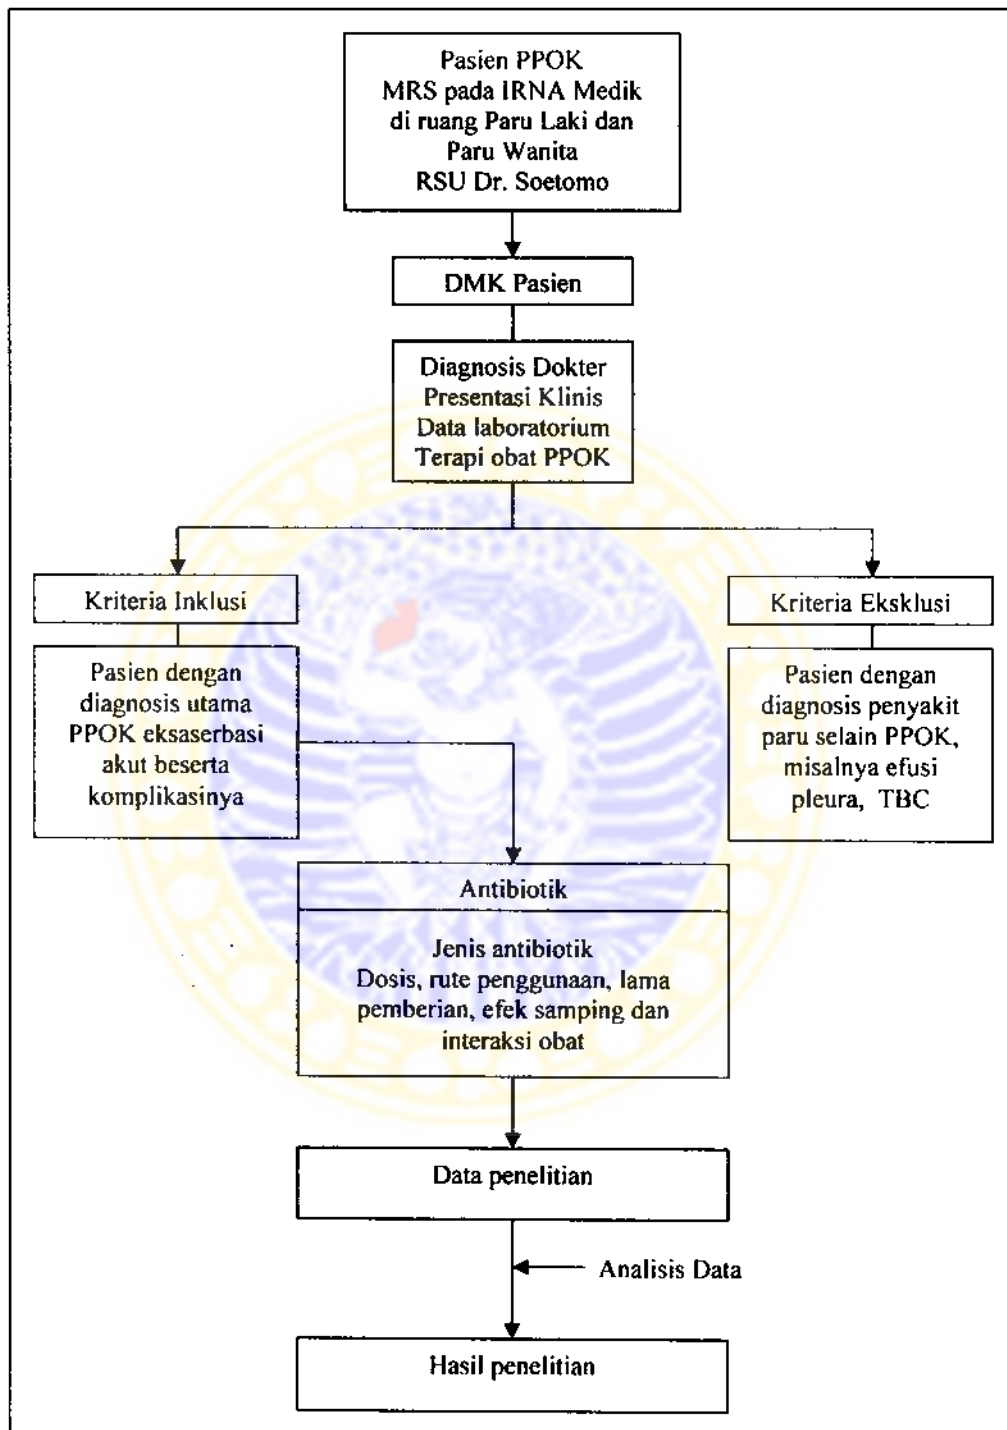 Pasien PPOK
MRS pada IRNA Medik
di ruang Paru Laki dan
Paru Wanita
RSU Dr. Soetomo
DMK Pasien
Diagnosis Dokter
Presentasi Klinis
Data laboratorium
Terapi obat PPOK
Kriteria Inklusi
Kriteria Eksklusi
Pasien dengan
diagnosis utama
PPOK eksaserbasi
akut beserta
komplikasinya
Pasien dengan
diagnosis penyakit
paru selain PPOK,
misalnya efusi
pleura, TBC
Antibiotik
Jenis antibiotik
Dosis, rute penggunaan, lama
pemberian, efek samping dan
interaksi obat
Data penelitian
Analisis Data
Hasil penelitian